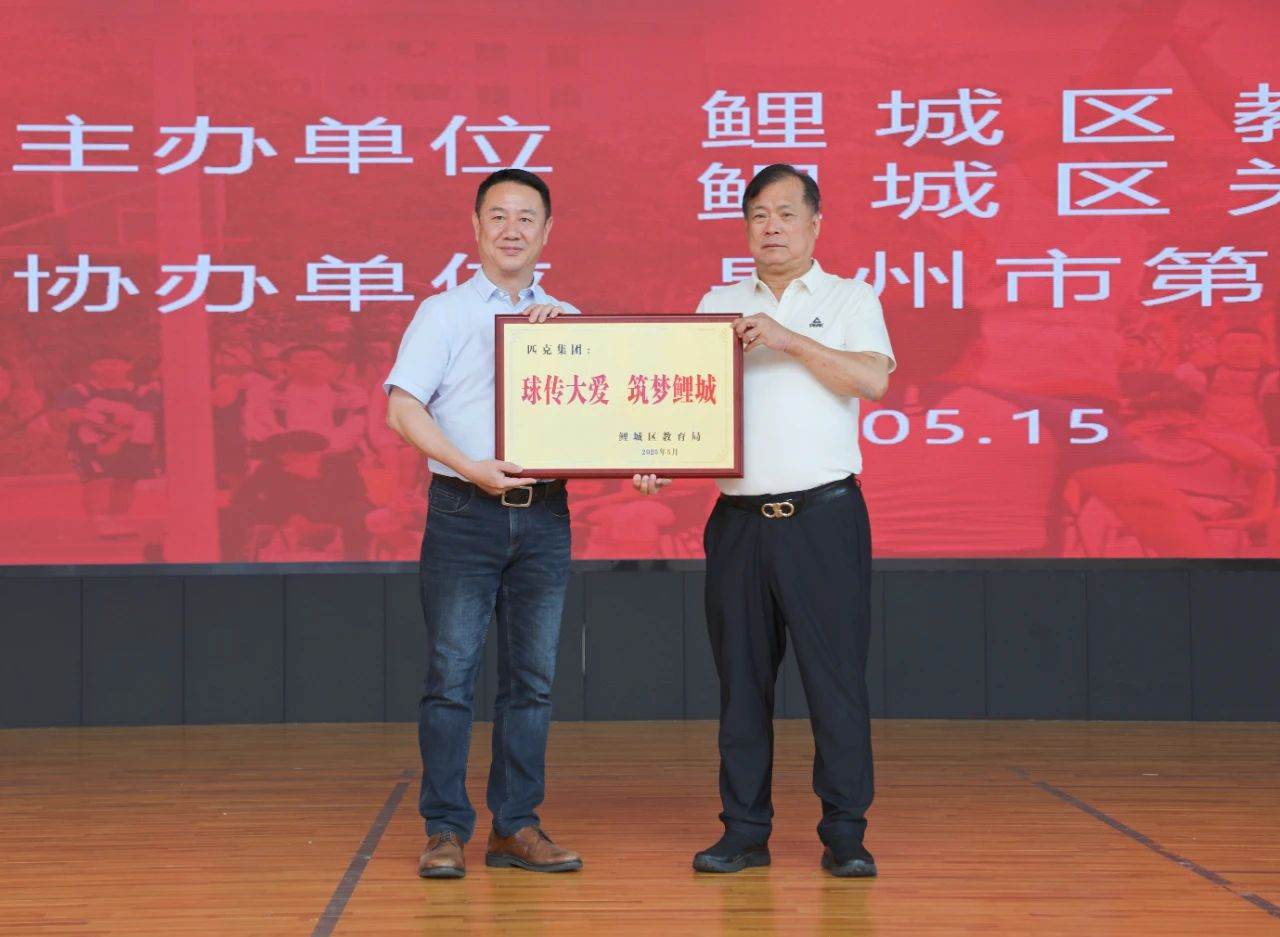 主办单位 鲤城区教
鲤城区关
协办单位 泉州市第
05.15
匹克集团：
球传大爱 筑梦鲤城
鲤城区教育局
2025年5月